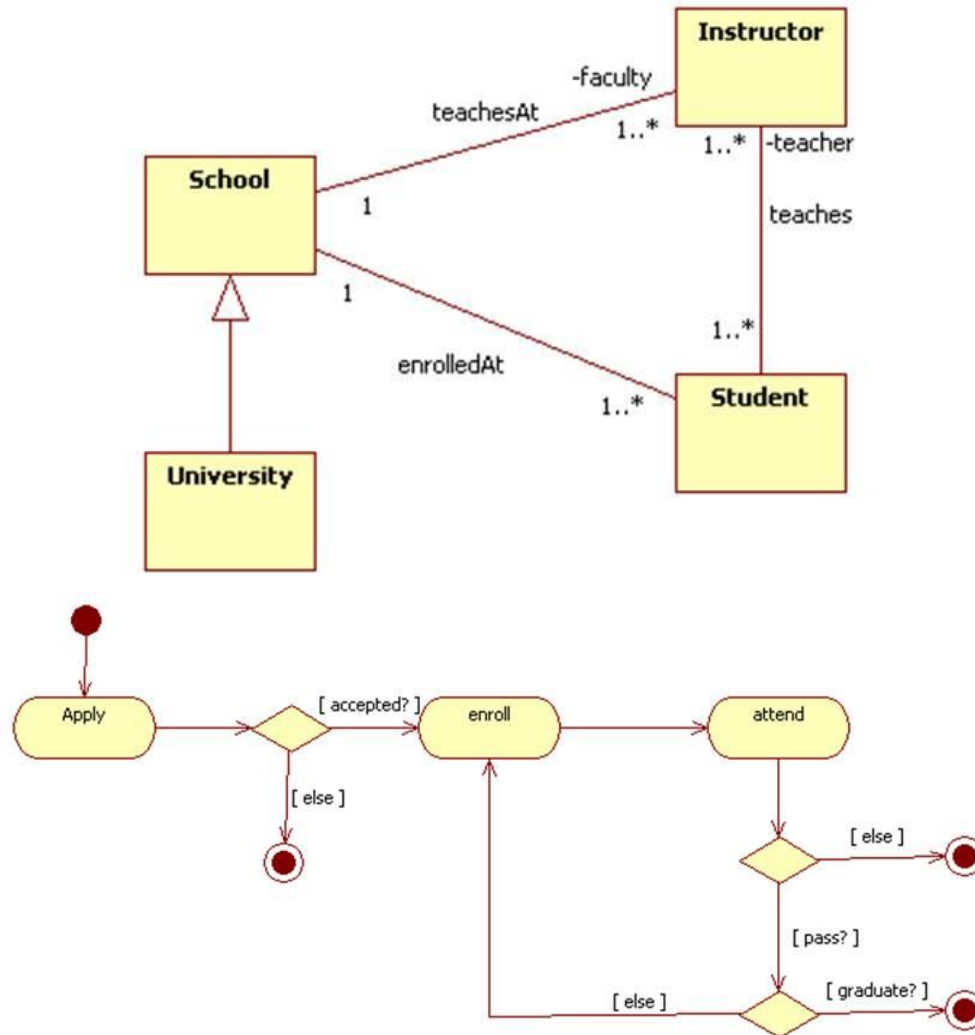 Instructor
-faculty
teachesAt
1..*
1..*
-teacher
School
1
teaches
1
1..*
enrolledAt
1..*
Student
University
Apply
[ accepted? ]
enroll
attend
[ else ]
[ else ]
[ pass? ]
[ else ]
[ graduate? ]